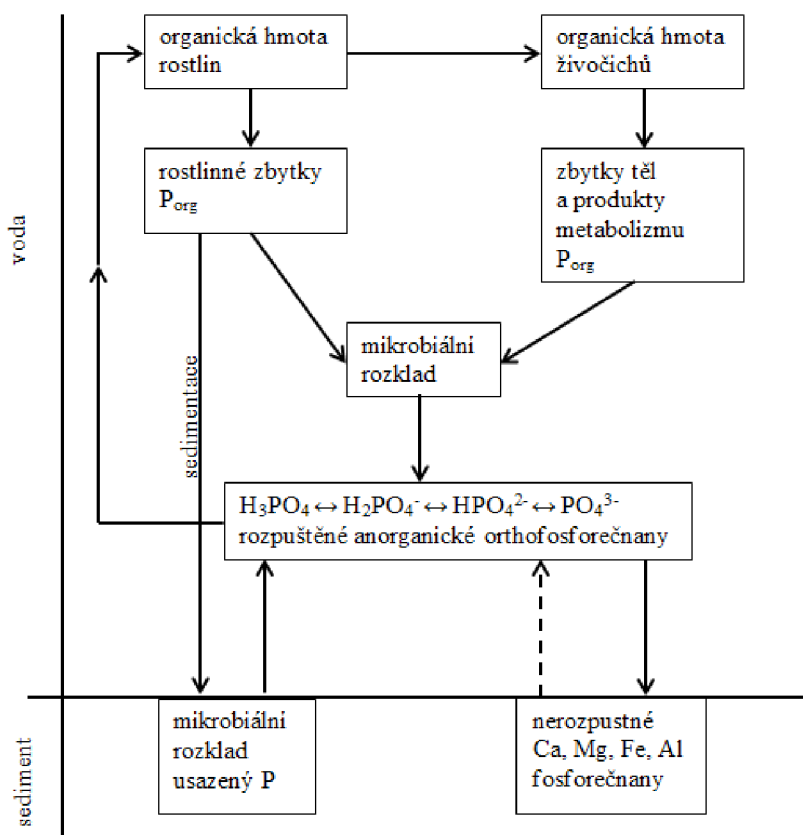 organická hmota
rostlin
organická hmota
živočichů
rostlinné zbytky
Porg
zbytky těl
a produkty
metabolizmu
Porg
voda
mikrobiální
rozklad
sedimentace
H₃PO₄ ↔ H₂PO₄⁻ ↔ HPO₄²⁻ ↔ PO₄³⁻
rozpuštěné anorganické orthofosforečnany
mikrobiální
rozklad
usazený P
nerozpustné
Ca, Mg, Fe, Al
fosforečnany
sediment